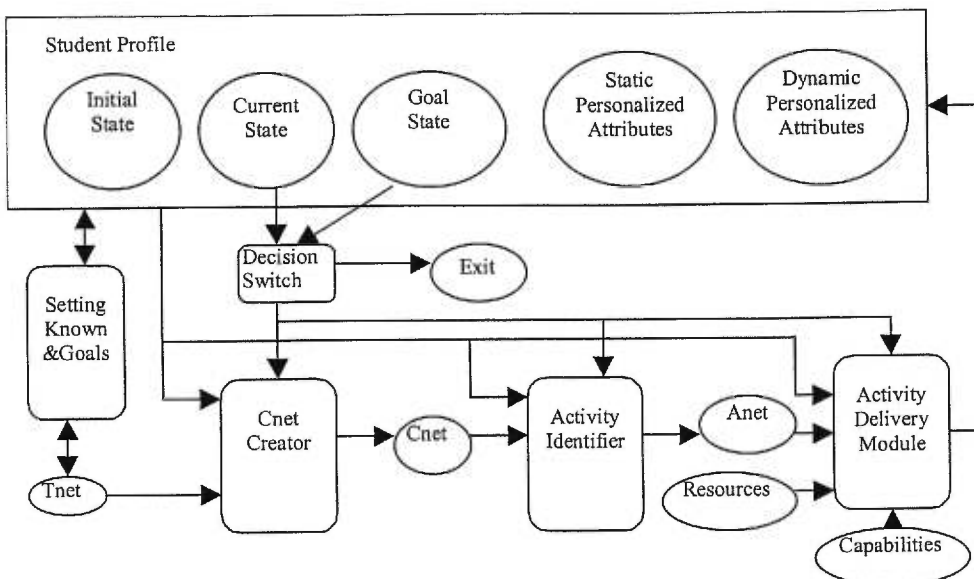 Student Profile
Initial
State
Current
State
Goal
State
Static
Personalized
Attributes
Dynamic
Personalized
Attributes
Decision
Switch
Exit
Setting
Known
&Goals
Cnet
Creator
Cnet
Activity
Identifier
Anet
Activity
Delivery
Module
Tnet
Resources
Capabilities